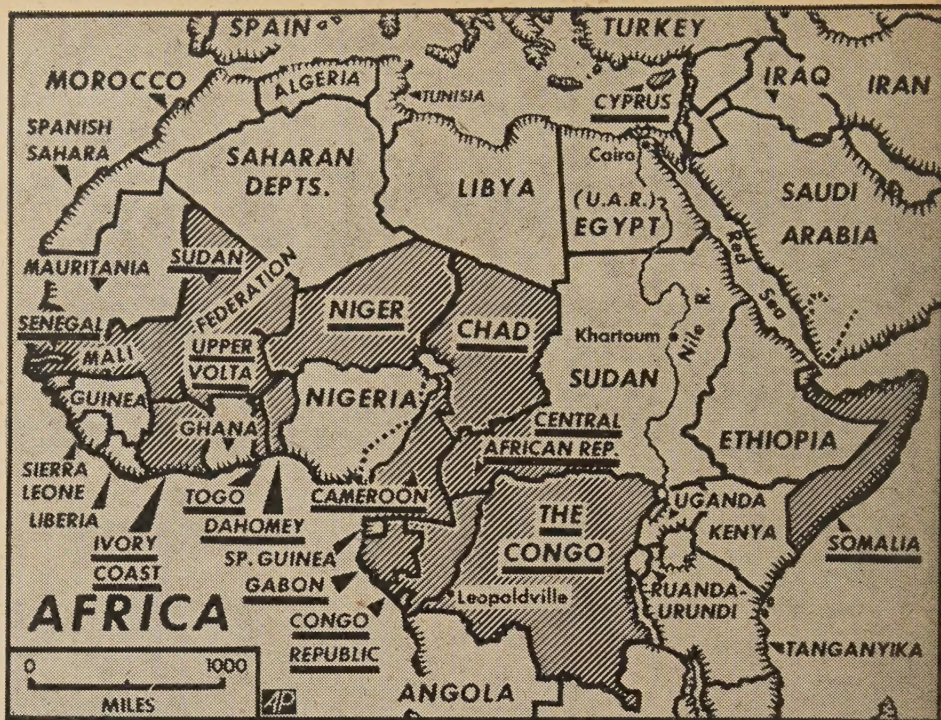 SPAIN
TURKEY
MOROCCO
ALGERIA
TUNISIA
CYPRUS
IRAQ
IRAN
SPANISH
SAHARA
SAHARAN
DEPTS.
LIBYA
Cairo
(U.A.R.)
EGYPT
SAUDI
ARABIA
Red
Sea
MAURITANIA
SUDAN
FEDERATION
NIGER
CHAD
Khartoum
Nile R.
SENEGAL
MALI
UPPER
VOLTA
SUDAN
GUINEA
GHANA
NIGERIA
CENTRAL
AFRICAN REP.
ETHIOPIA
SIERRA
LEONE
LIBERIA
IVORY
COAST
TOGO
DAHOMEY
CAMEROON
SP. GUINEA
GABON
THE
CONGO
UGANDA
KENYA
SOMALIA
Leopoldville
RUANDA-
URUNDI
CONGO
REPUBLIC
TANGANYIKA
AFRICA
ANGOLA
0 1000
MILES
AP